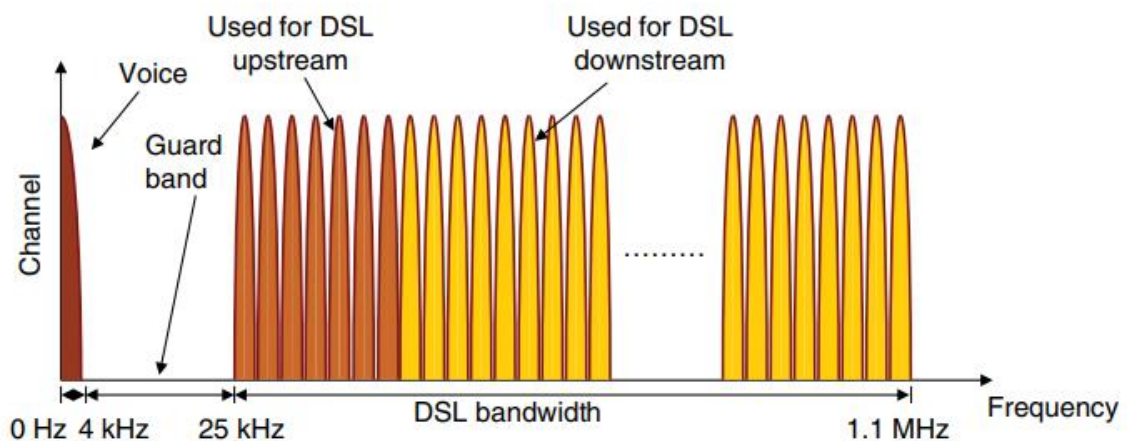 Used for DSL
upstream
Used for DSL
downstream
Voice
Guard
band
Channel
.........
DSL bandwidth
Frequency
0 Hz
4 kHz
25 kHz
1.1 MHz